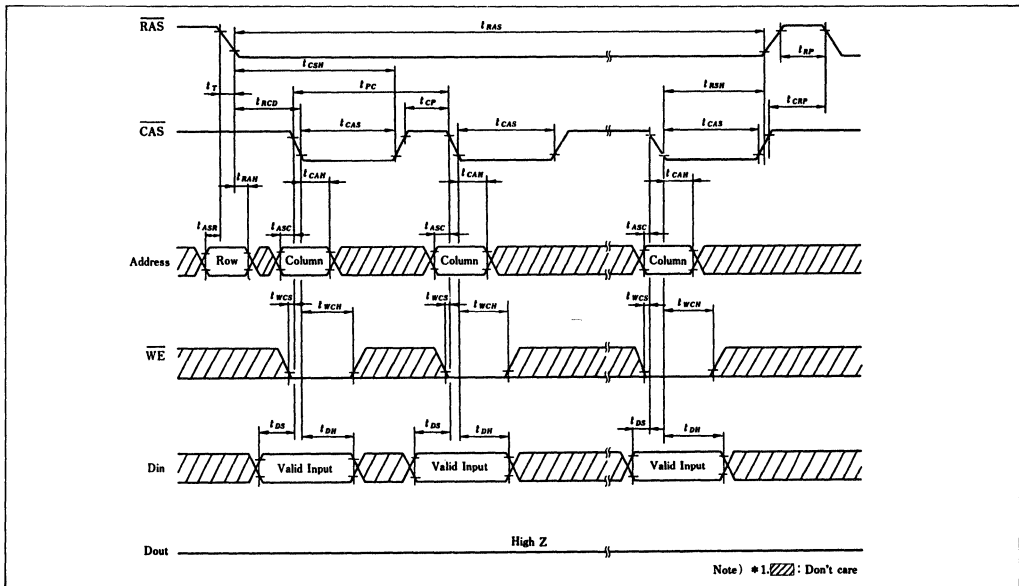 RAS
tRAS
tRP
tCSH
tT
tRCD
tPC
tCP
tRSH
tCRP
CAS
tCAS
tCAS
tCAS
tRAH
tCAH
tCAH
tCAH
tASR
tASC
tASC
tASC
Address
Row
Column
Column
Column
tWCS
tWCH
tWCS
tWCH
tWCS
tWCH
WE
tDS
tDH
tDS
tDH
tDS
tDH
Din
Valid Input
Valid Input
Valid Input
High Z
Dout
Note) *1. : Don't care